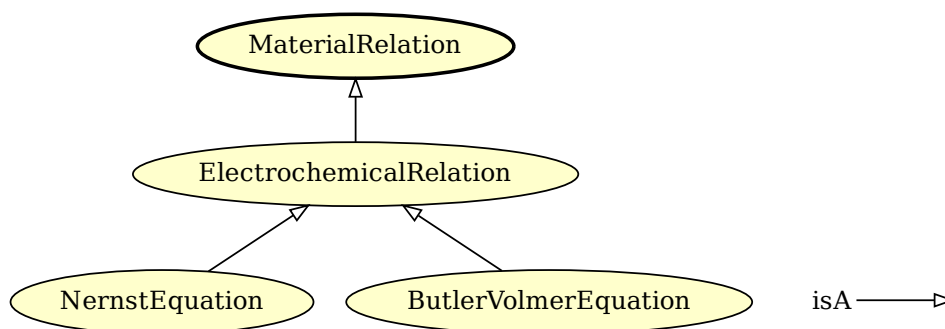 MaterialRelation
ElectrochemicalRelation
NernstEquation
ButlerVolmerEquation
isA